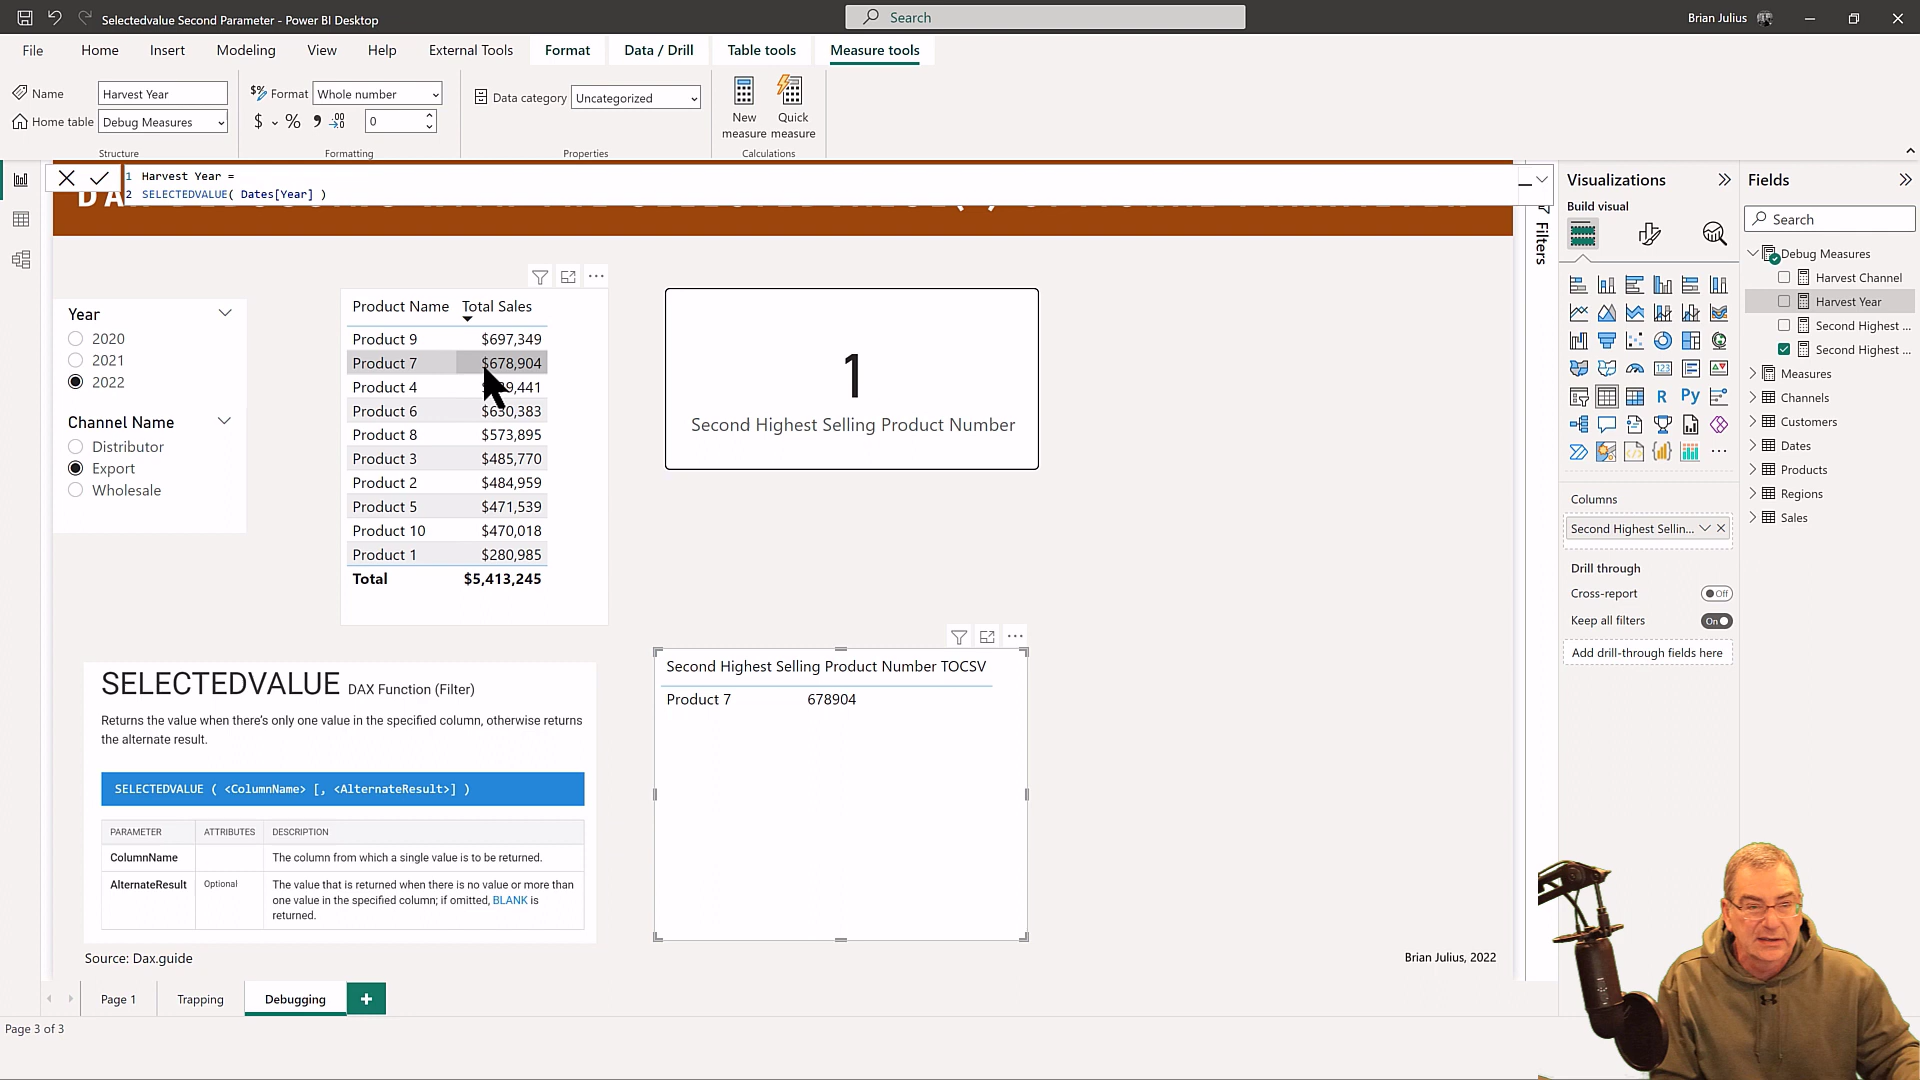 Selectedvalue Second Parameter - Power BI Desktop
Search
Brian Julius
File Home Insert Modeling View Help External Tools Format Data / Drill Table tools Measure tools
Name Harvest Year
Home table Debug Measures
Structure
$% Format Whole number
$ % 9 .00 0
Formatting
Data category Uncategorized
Properties
New measure
Quick measure
Calculations
1 Harvest Year =
2 SELECTEDVALUE( Dates[Year] )
Year
2020
2021
2022
Channel Name
Distributor
Export
Wholesale
Product Name Total Sales
Product 9 $697,349
Product 7 $678,904
Product 4
Product 6 $630,383
Product 8 $573,895
Product 3 $485,770
Product 2 $484,959
Product 5 $471,539
Product 10 $470,018
Product 1 $280,985
Total $5,413,245
1
Second Highest Selling Product Number
Second Highest Selling Product Number TOCSV
Product 7 678904
SELECTEDVALUE DAX Function (Filter)
Returns the value when there's only one value in the specified column, otherwise returns
the alternate result.
SELECTEDVALUE ( <ColumnName> [, <AlternateResult>] )
PARAMETER ATTRIBUTES DESCRIPTION
ColumnName The column from which a single value is to be returned.
AlternateResult Optional The value that is returned when there is no value or more than
one value in the specified column; if omitted, BLANK is
returned.
Source: Dax.guide
Brian Julius, 2022
Page 1 Trapping Debugging +
Page 3 of 3
Filters
Visualizations
Build visual
R Py
Columns
Second Highest Sellin...
Drill through
Cross-report Off
Keep all filters On
Add drill-through fields here
Fields
Search
Debug Measures
Harvest Channel
Harvest Year
Second Highest ...
Second Highest ...
Measures
Channels
Customers
Dates
Products
Regions
Sales